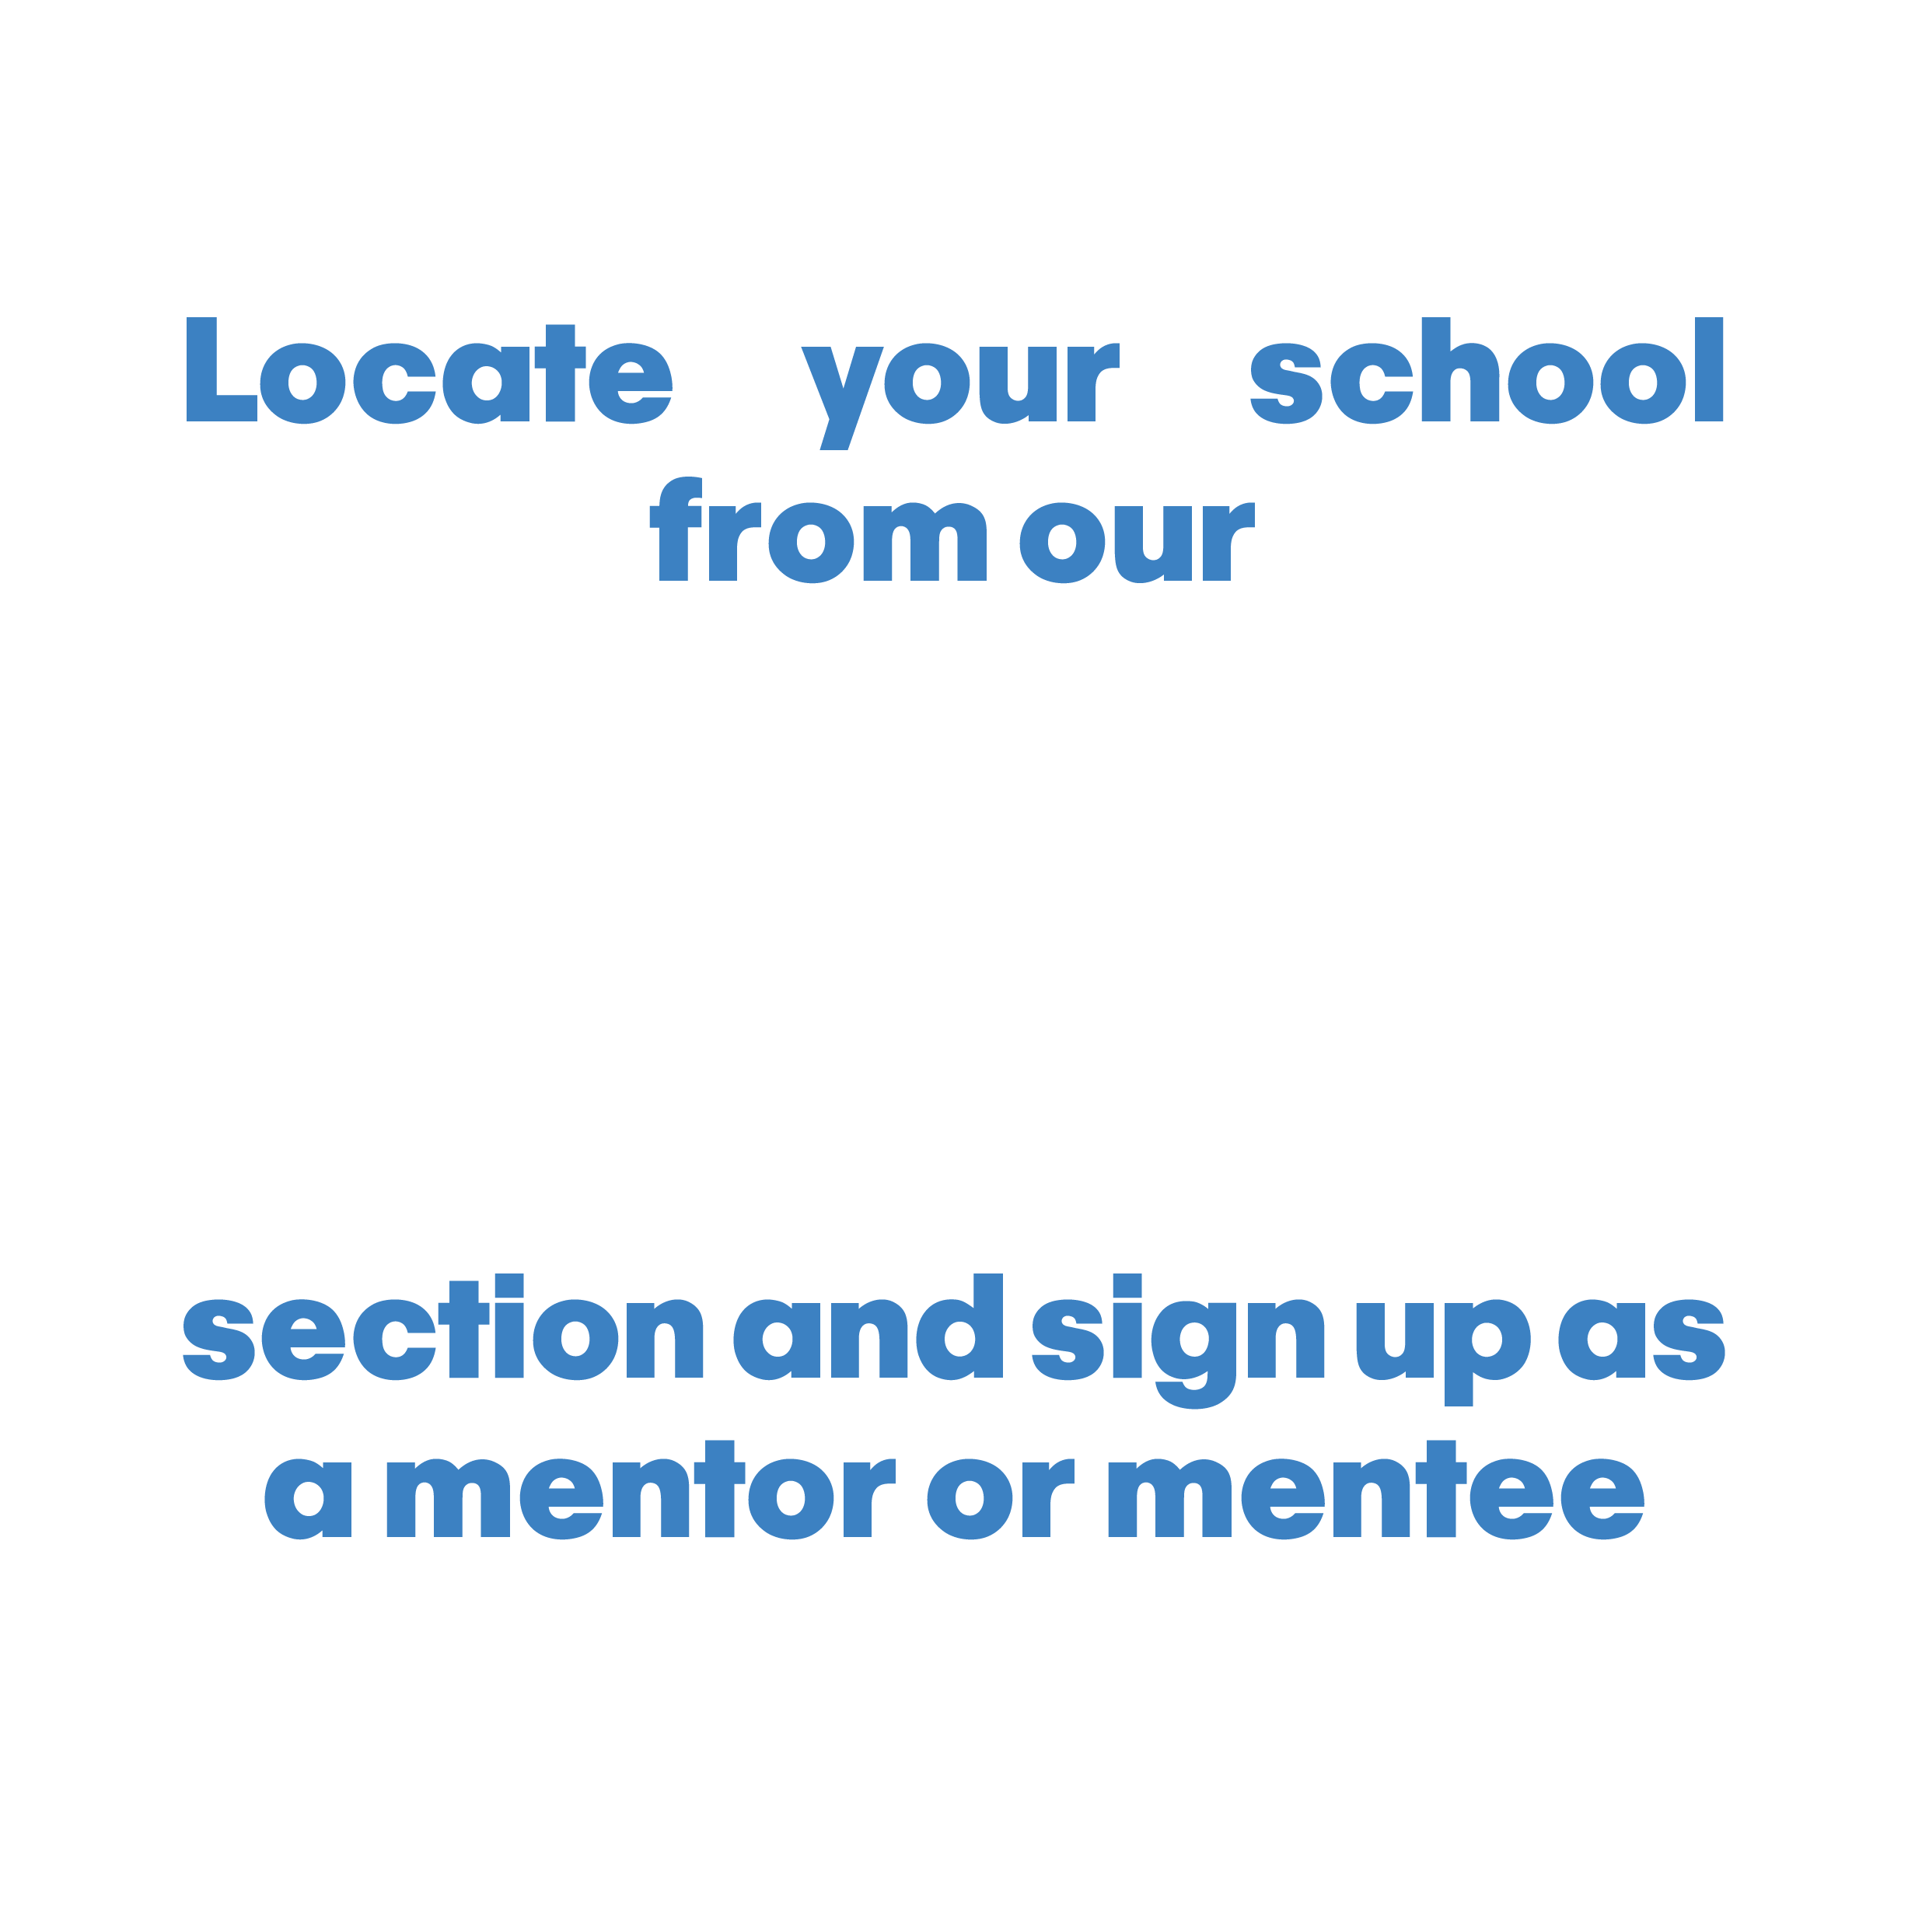 Locate your school
from our
section and sign up as
a mentor or mentee